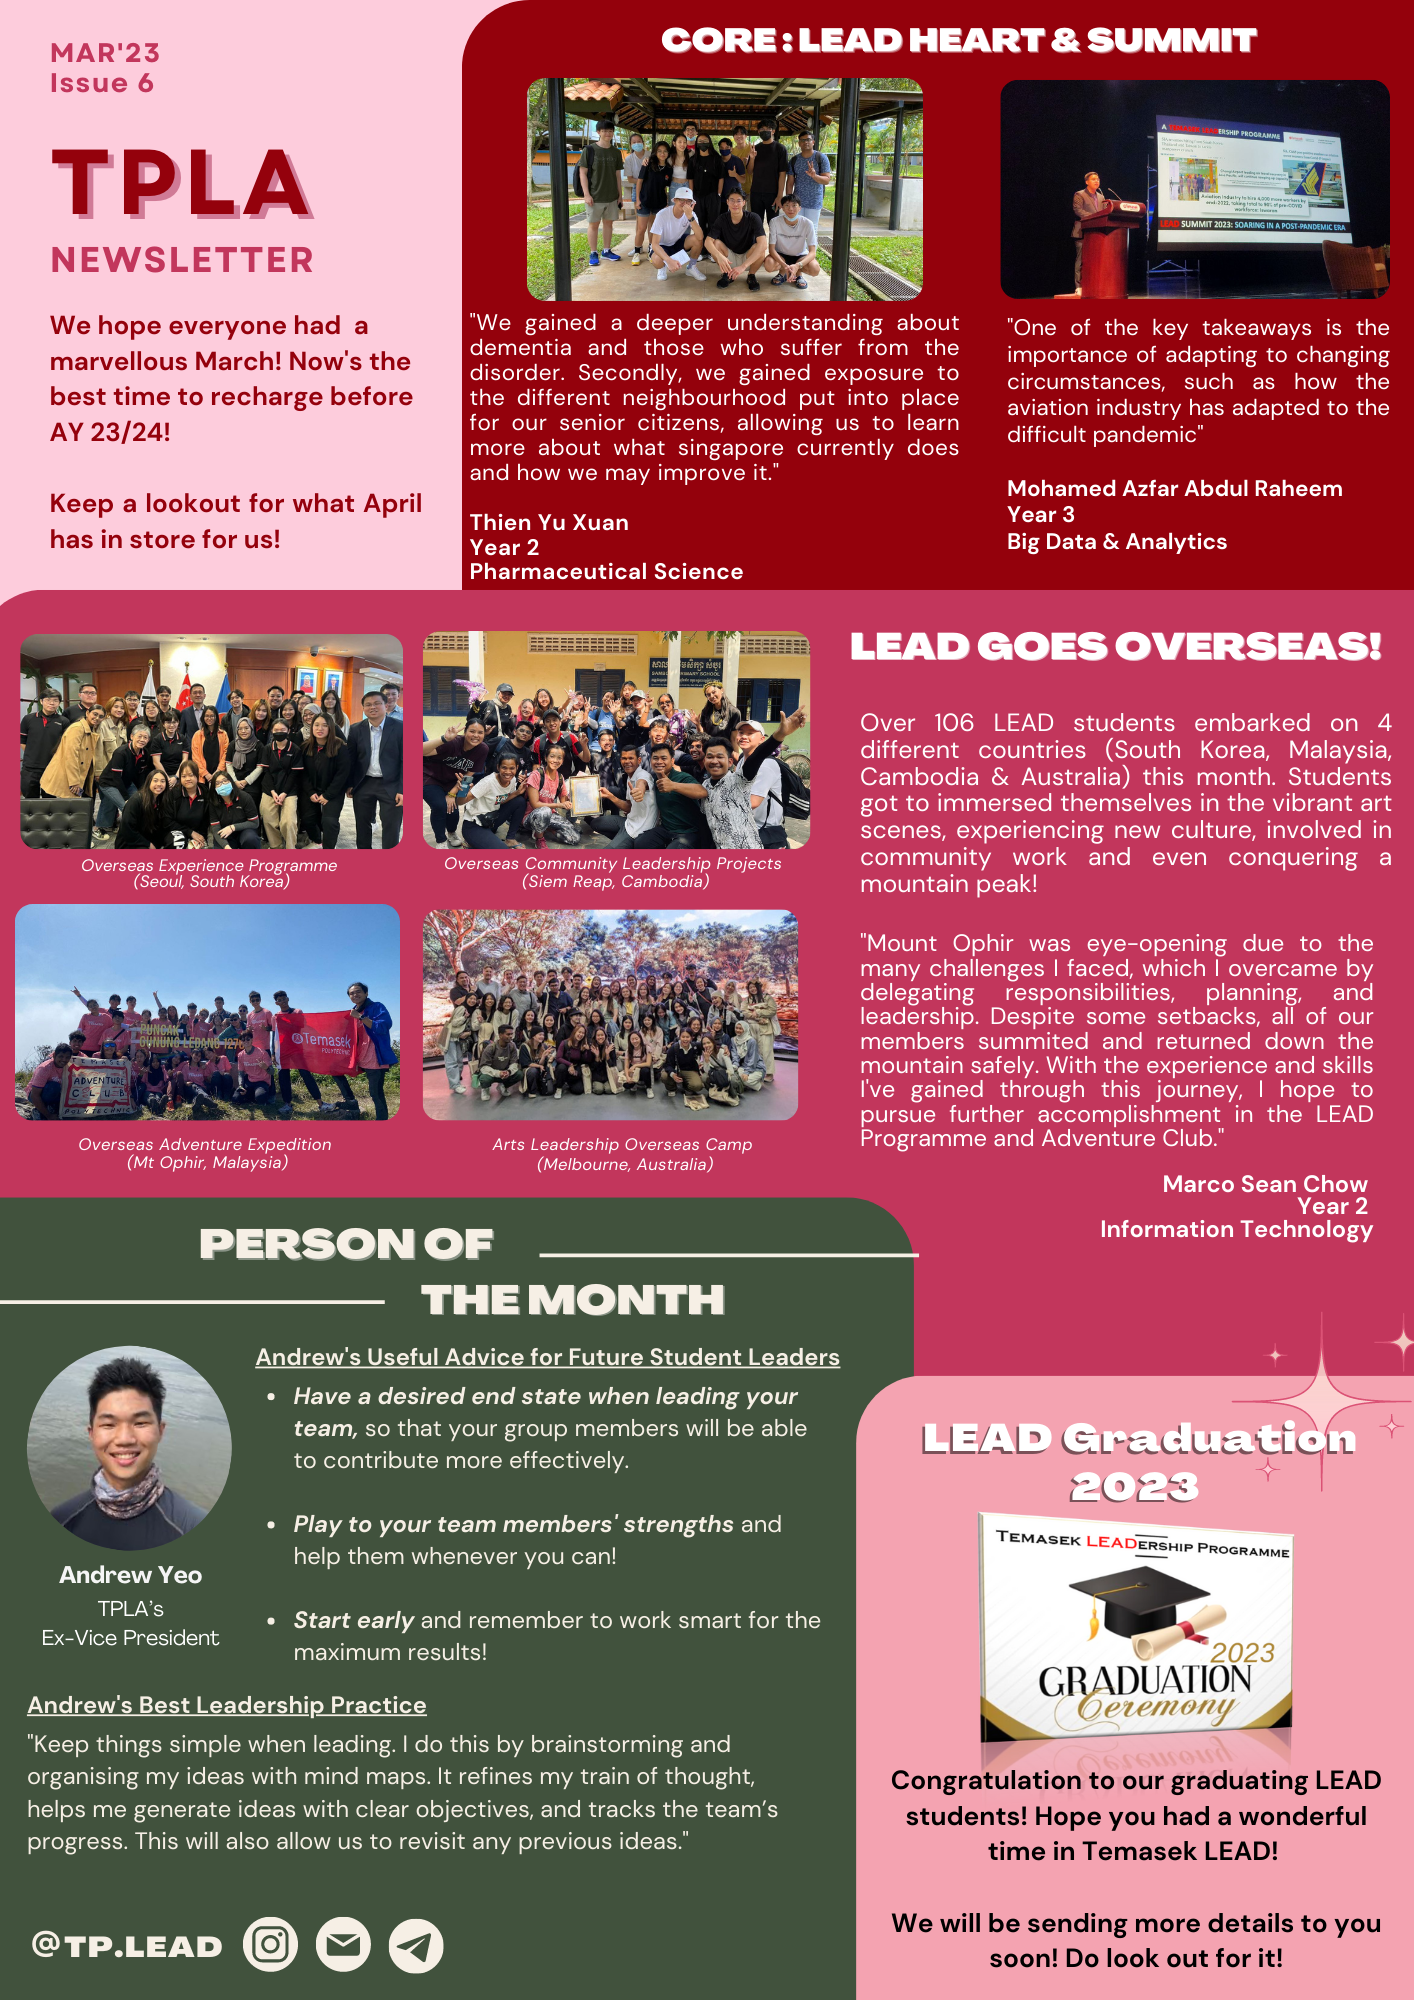 MAR'23
Issue 6
TPLA
NEWSLETTER
We hope everyone had a
marvellous March! Now's the
best time to recharge before
AY 23/24!
Keep a lookout for what April
has in store for us!
CORE : LEAD HEART & SUMMIT
LEAD SUMMIT 2023: SOARING IN A POST-PANDEMIC ERA
"We gained a deeper understanding about
dementia and those who suffer from the
disorder. Secondly, we gained exposure to
the different neighbourhood put into place
for our senior citizens, allowing us to learn
more about what singapore currently does
and how we may improve it."
Thien Yu Xuan
Year 2
Pharmaceutical Science
"One of the key takeaways is the
importance of adapting to changing
circumstances, such as how the
aviation industry has adapted to the
difficult pandemic"
Mohamed Azfar Abdul Raheem
Year 3
Big Data & Analytics
Overseas Experience Programme
(Seoul, South Korea)
Overseas Community Leadership Projects
(Siem Reap, Cambodia)
PUNCAK
GUNUNG LEDANG
Temasek
POLYTECHNIC
TEMASEK
ADVENTURE
CLUB
POLYTECHNIC
Overseas Adventure Expedition
(Mt Ophir, Malaysia)
Arts Leadership Overseas Camp
(Melbourne, Australia)
LEAD GOES OVERSEAS!
Over 106 LEAD students embarked on 4
different countries (South Korea, Malaysia,
Cambodia & Australia) this month. Students
got to immersed themselves in the vibrant art
scenes, experiencing new culture, involved in
community work and even conquering a
mountain peak!
"Mount Ophir was eye-opening due to the
many challenges I faced, which I overcame by
delegating responsibilities, planning, and
leadership. Despite some setbacks, all of our
members summited and returned down the
mountain safely. With the experience and skills
I've gained through this journey, I hope to
pursue further accomplishment in the LEAD
Programme and Adventure Club."
Marco Sean Chow
Year 2
Information Technology
PERSON OF
THE MONTH
Andrew Yeo
TPLA's
Ex-Vice President
Andrew's Useful Advice for Future Student Leaders
• Have a desired end state when leading your
team, so that your group members will be able
to contribute more effectively.
• Play to your team members' strengths and
help them whenever you can!
• Start early and remember to work smart for the
maximum results!
Andrew's Best Leadership Practice
"Keep things simple when leading. I do this by brainstorming and
organising my ideas with mind maps. It refines my train of thought,
helps me generate ideas with clear objectives, and tracks the team's
progress. This will also allow us to revisit any previous ideas."
@TP.LEAD
LEAD Graduation
2023
TEMASEK LEADERSHIP PROGRAMME
2023
GRADUATION
Ceremony
Congratulation to our graduating LEAD
students! Hope you had a wonderful
time in Temasek LEAD!
We will be sending more details to you
soon! Do look out for it!